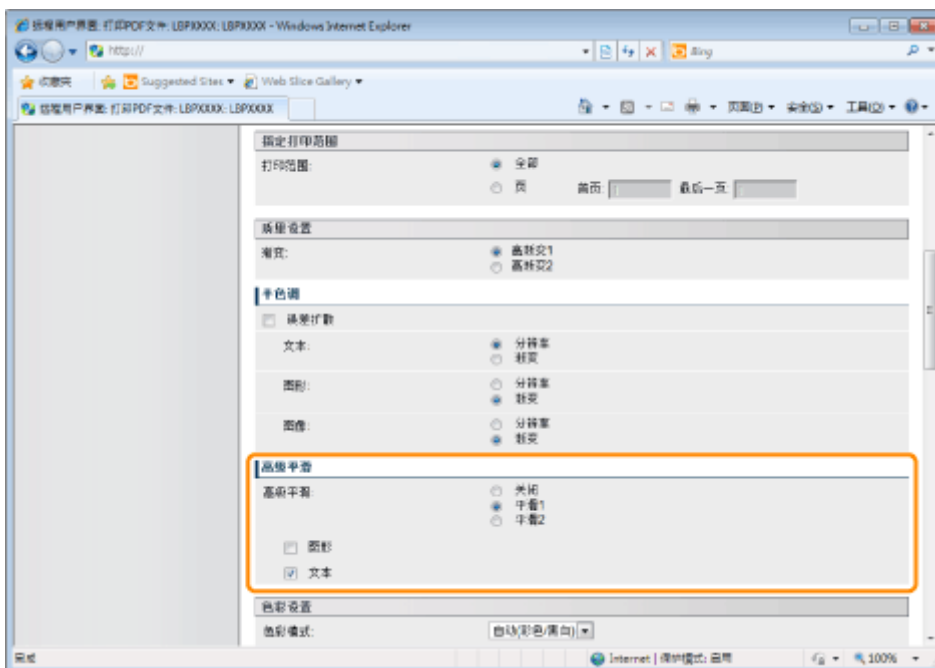 远程用户界面: 打印PDF文件: LBPXXXX: LBPXXXX - Windows Internet Explorer
http://
Bing
收藏夹 Suggested Sites Web Slice Gallery
远程用户界面: 打印PDF文件: LBPXXXX: LBPXXXX 页面(P) 安全(S) 工具(O)
指定打印范围
打印范围: 全部
页 首页: 最后一页:
质量设置
渐变: 高渐变1
高渐变2
半色调
误差扩散
文本: 分辨率
渐变
图形: 分辨率
渐变
图像: 分辨率
渐变
高级平滑
高级平滑: 关闭
平滑1
平滑2
图形
文本
色彩设置
色彩模式: 自动(彩色/黑白)
完成 Internet | 保护模式: 启用 100%